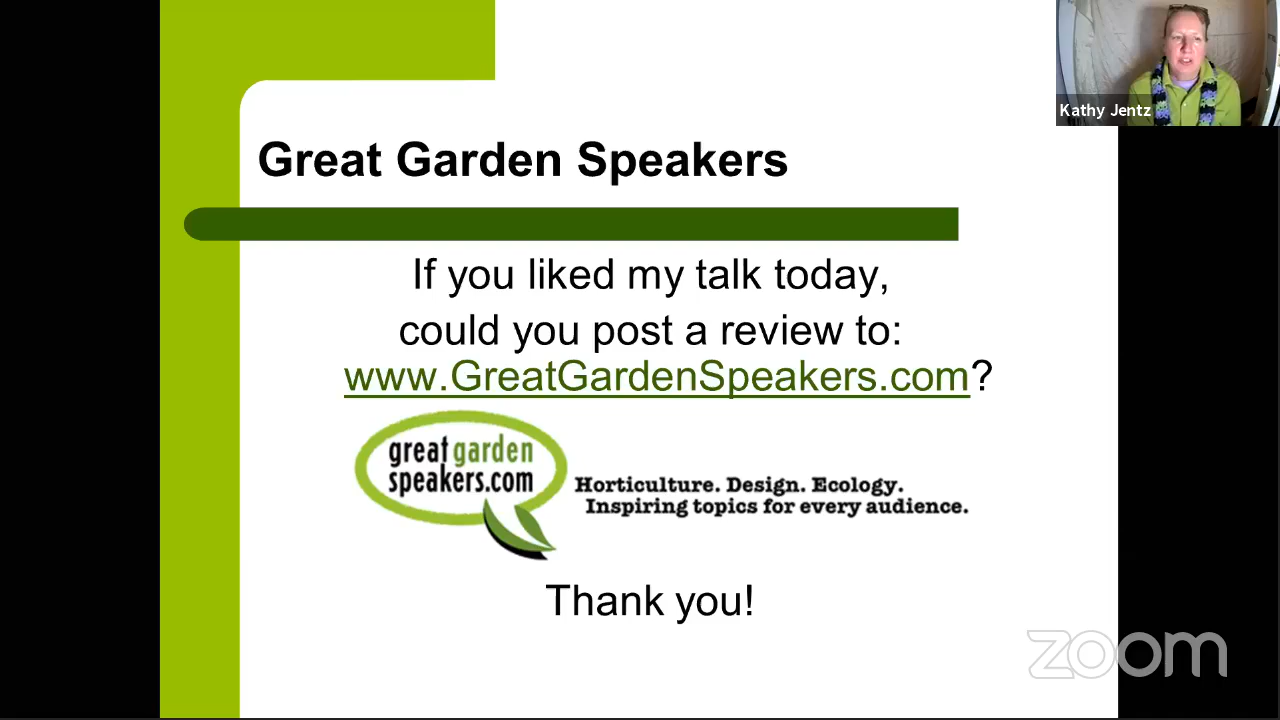 Kathy Jentz
Great Garden Speakers
If you liked my talk today,
could you post a review to:
www.GreatGardenSpeakers.com?
great garden
speakers.com
Horticulture. Design. Ecology.
Inspiring topics for every audience.
Thank you!
zoom